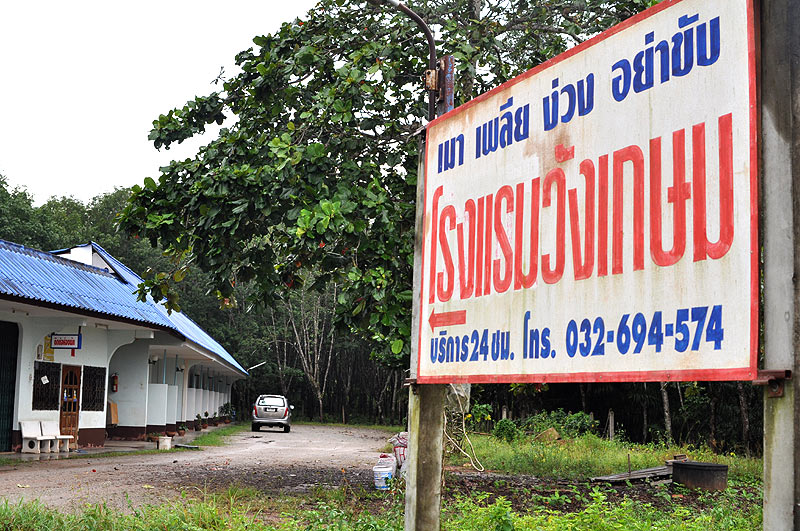 เมา เพลีย ง่วง อย่าขับ
โรงแรมวังเกษม
บริการ24ชม. โทร. 032-694-574